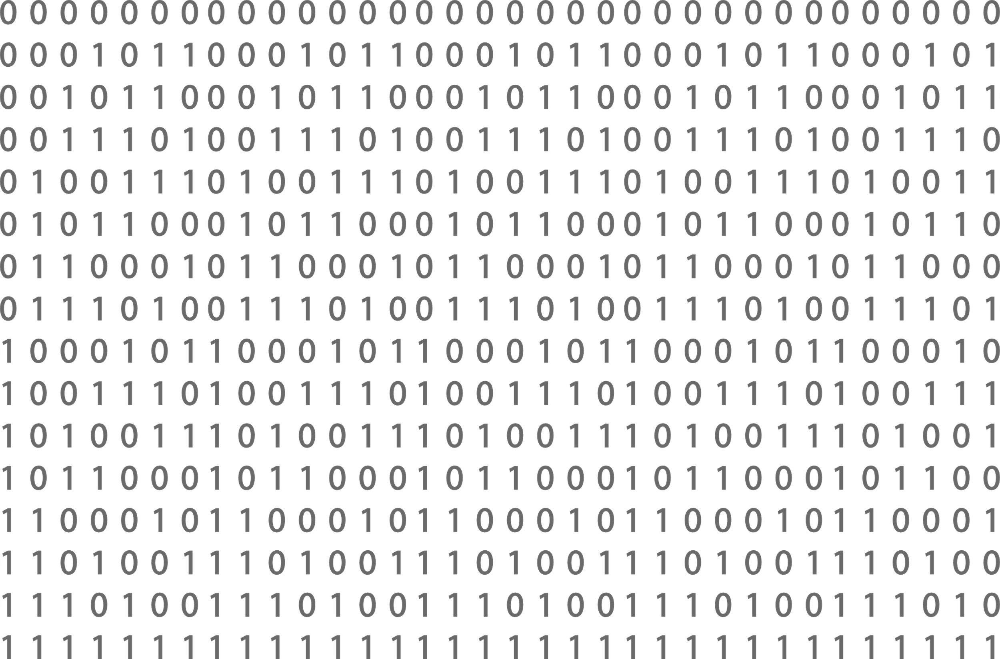 0 0 0 0 0 0 0 0 0 0 0 0 0 0 0 0 0 0 0 0 0 0 0 0 0 0 0 0 0 0 0 0 0 0
0 0 0 1 0 1 1 0 0 0 1 0 1 1 0 0 0 1 0 1 1 0 0 0 1 0 1 1 0 0 0 1 0 1
0 0 1 0 1 1 0 0 0 1 0 1 1 0 0 0 1 0 1 1 0 0 0 1 0 1 1 0 0 0 1 0 1 1
0 0 1 1 1 0 1 0 0 1 1 1 0 1 0 0 1 1 1 0 1 0 0 1 1 1 0 1 0 0 1 1 1 0
0 1 0 0 1 1 1 0 1 0 0 1 1 1 0 1 0 0 1 1 1 0 1 0 0 1 1 1 0 1 0 0 1 1
0 1 0 1 1 0 0 0 1 0 1 1 0 0 0 1 0 1 1 0 0 0 1 0 1 1 0 0 0 1 0 1 1 0
0 1 1 0 0 0 1 0 1 1 0 0 0 1 0 1 1 0 0 0 1 0 1 1 0 0 0 1 0 1 1 0 0 0
0 1 1 1 0 1 0 0 1 1 1 0 1 0 0 1 1 1 0 1 0 0 1 1 1 0 1 0 0 1 1 1 0 1
1 0 0 0 1 0 1 1 0 0 0 1 0 1 1 0 0 0 1 0 1 1 0 0 0 1 0 1 1 0 0 0 1 0
1 0 0 1 1 1 0 1 0 0 1 1 1 0 1 0 0 1 1 1 0 1 0 0 1 1 1 0 1 0 0 1 1 1
1 0 1 0 0 1 1 1 0 1 0 0 1 1 1 0 1 0 0 1 1 1 0 1 0 0 1 1 1 0 1 0 0 1
1 0 1 1 0 0 0 1 0 1 1 0 0 0 1 0 1 1 0 0 0 1 0 1 1 0 0 0 1 0 1 1 0 0
1 1 0 0 0 1 0 1 1 0 0 0 1 0 1 1 0 0 0 1 0 1 1 0 0 0 1 0 1 1 0 0 0 1
1 1 0 1 0 0 1 1 1 0 1 0 0 1 1 1 0 1 0 0 1 1 1 0 1 0 0 1 1 1 0 1 0 0
1 1 1 0 1 0 0 1 1 1 0 1 0 0 1 1 1 0 1 0 0 1 1 1 0 1 0 0 1 1 1 0 1 0
1 1 1 1 1 1 1 1 1 1 1 1 1 1 1 1 1 1 1 1 1 1 1 1 1 1 1 1 1 1 1 1 1 1